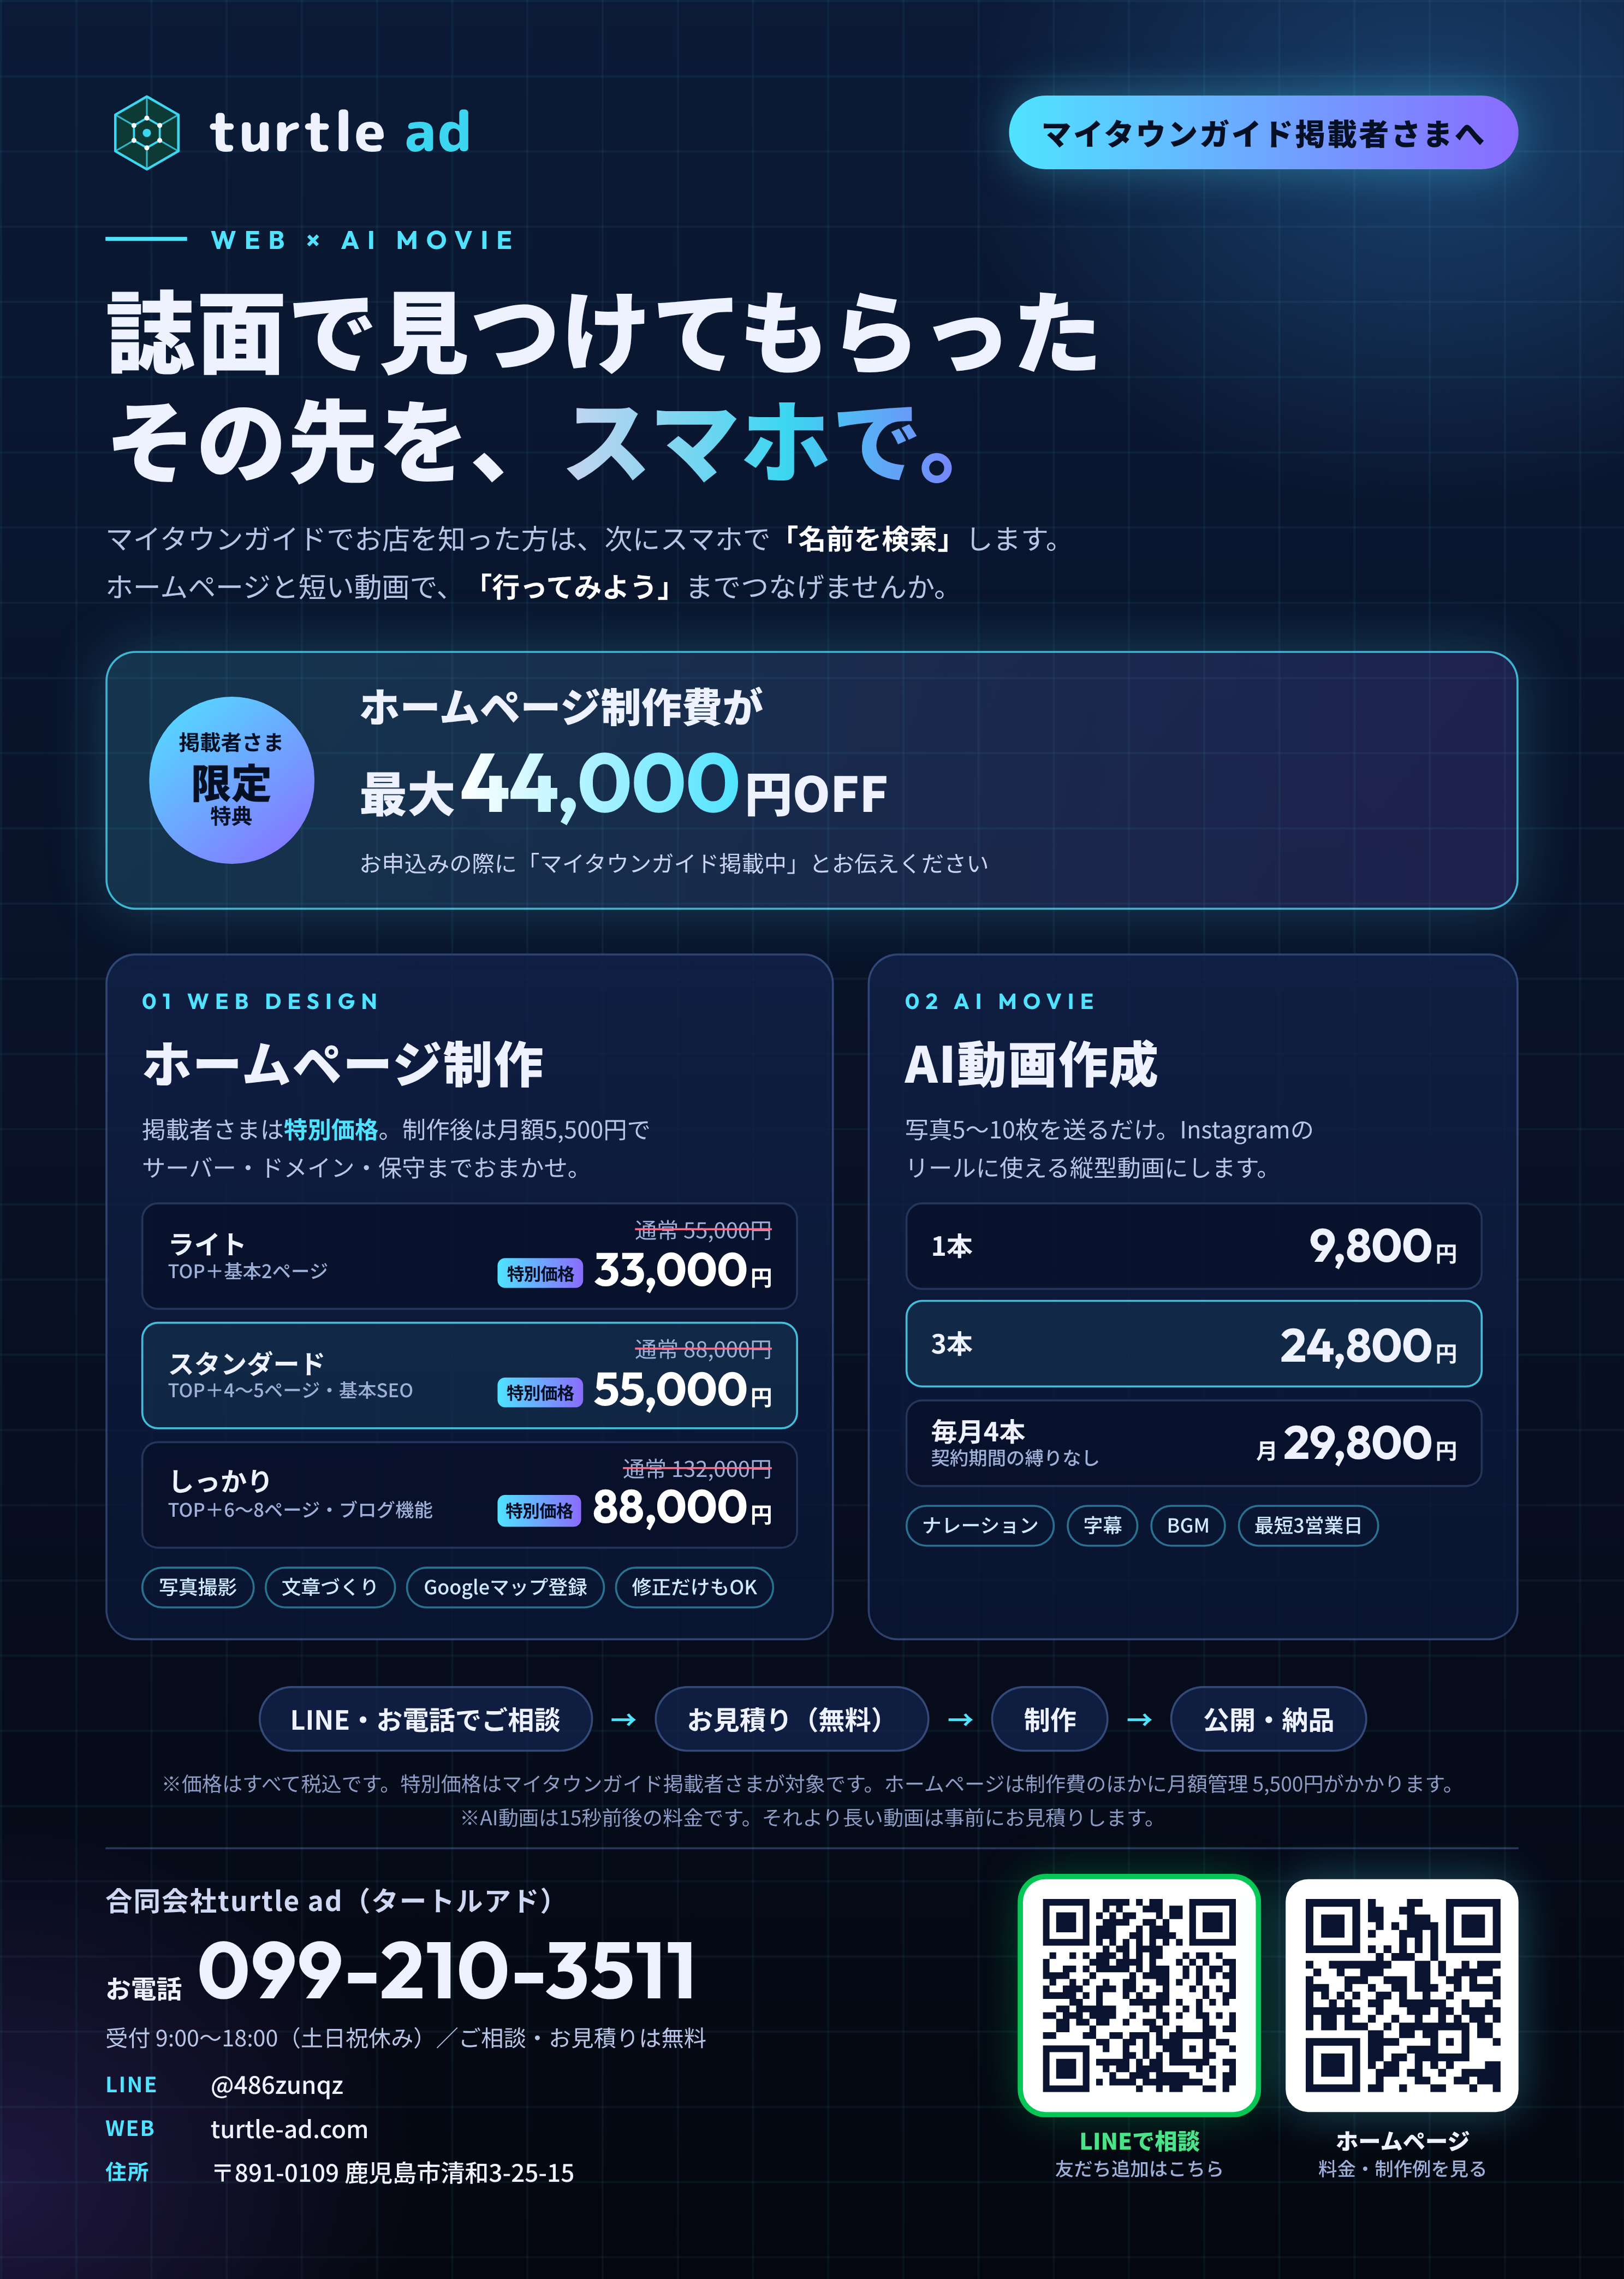 turtle ad
マイタウンガイド掲載者さまへ
WEB × AI MOVIE
誌面で見つけてもらった
その先を、スマホで。
マイタウンガイドでお店を知った方は、次にスマホで「名前を検索」します。
ホームページと短い動画で、「行ってみよう」までつなげませんか。
掲載者さま
限定
特典
ホームページ制作費が
最大44,000円OFF
お申込みの際に「マイタウンガイド掲載中」とお伝えください
01 WEB DESIGN
ホームページ制作
掲載者さまは特別価格。制作後は月額5,500円で
サーバー・ドメイン・保守までおまかせ。
ライト
TOP＋基本2ページ
通常 55,000円
特別価格 33,000円
スタンダード
TOP＋4〜5ページ・基本SEO
通常 88,000円
特別価格 55,000円
しっかり
TOP＋6〜8ページ・ブログ機能
通常 132,000円
特別価格 88,000円
写真撮影 文章づくり Googleマップ登録 修正だけもOK
02 AI MOVIE
AI動画作成
写真5〜10枚を送るだけ。Instagramの
リールに使える縦型動画にします。
1本 9,800円
3本 24,800円
毎月4本
契約期間の縛りなし
月 29,800円
ナレーション 字幕 BGM 最短3営業日
LINE・お電話でご相談 → お見積り（無料） → 制作 → 公開・納品
※価格はすべて税込です。特別価格はマイタウンガイド掲載者さまが対象です。ホームページは制作費のほかに月額管理 5,500円がかかります。
※AI動画は15秒前後の料金です。それより長い動画は事前にお見積りします。
合同会社turtle ad（タートルアド）
お電話 099-210-3511
受付 9:00〜18:00（土日祝休み）／ご相談・お見積りは無料
LINE @486zunqz
WEB turtle-ad.com
住所 〒891-0109 鹿児島市清和3-25-15
LINEで相談
友だち追加はこちら
ホームページ
料金・制作例を見る